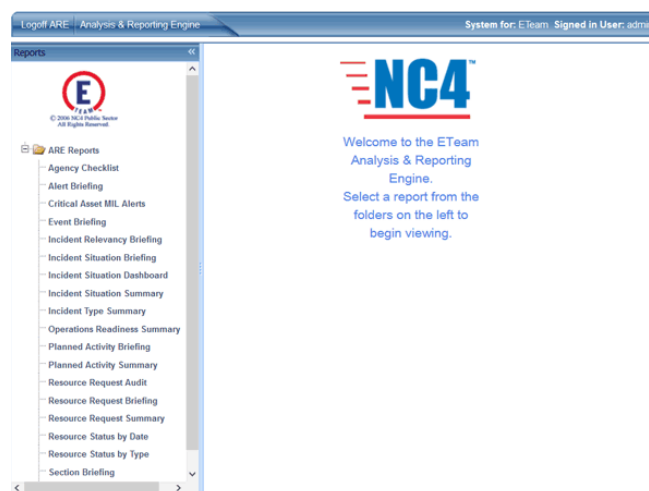 Logoff ARE Analysis & Reporting Engine System for: ETeam Signed in User: admi
Reports
E
TEAM
© 2006 NC4 Public Sector
All Rights Reserved
ARE Reports
Agency Checklist
Alert Briefing
Critical Asset MIL Alerts
Event Briefing
Incident Relevancy Briefing
Incident Situation Briefing
Incident Situation Dashboard
Incident Situation Summary
Incident Type Summary
Operations Readiness Summary
Planned Activity Briefing
Planned Activity Summary
Resource Request Audit
Resource Request Briefing
Resource Request Summary
Resource Status by Date
Resource Status by Type
Section Briefing
NC4™
Welcome to the ETeam
Analysis & Reporting
Engine.
Select a report from the
folders on the left to
begin viewing.